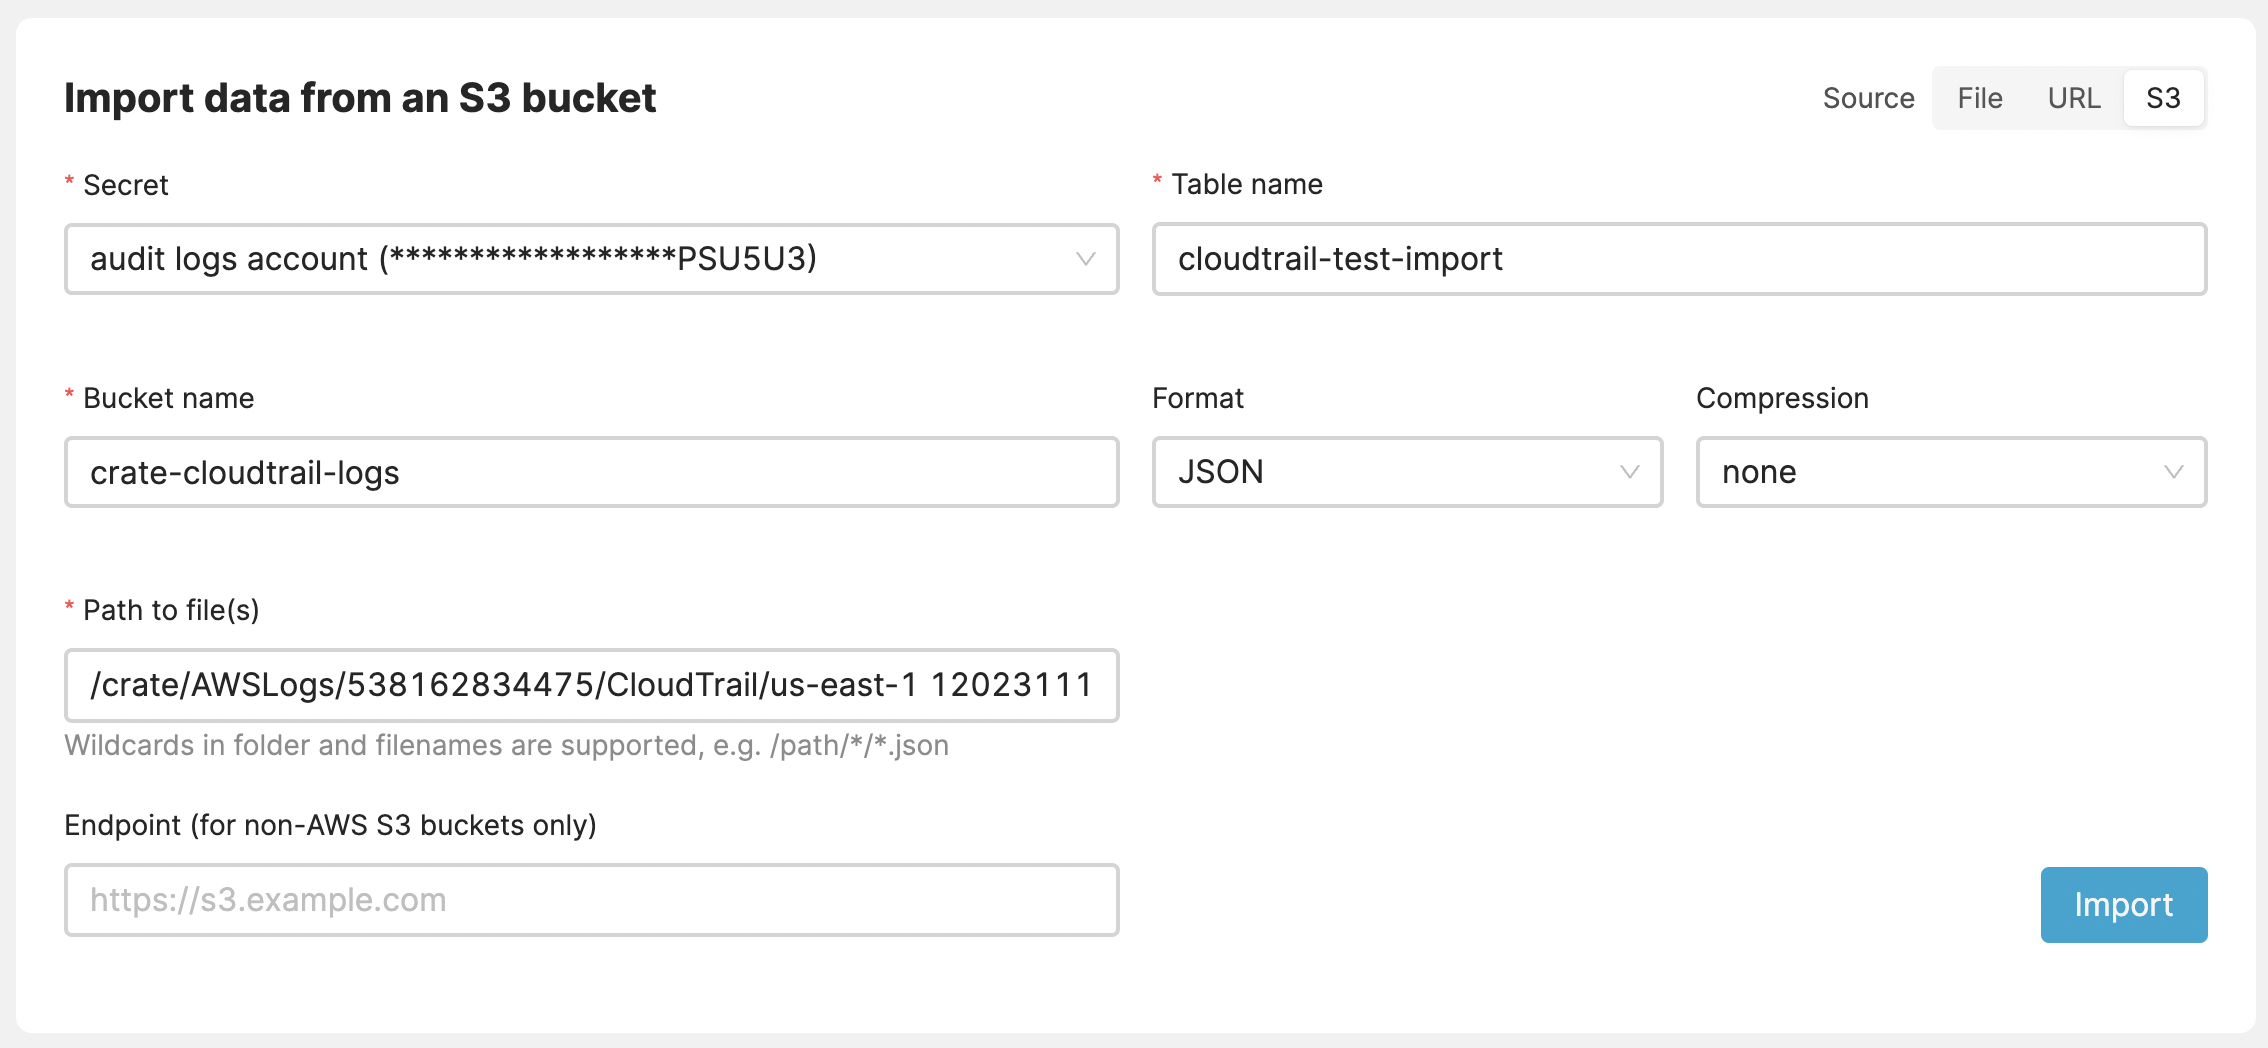 Import data from an S3 bucket
Source File URL S3
* Secret
audit logs account (******************PSU5U3)
* Table name
cloudtrail-test-import
* Bucket name
crate-cloudtrail-logs
Format
JSON
Compression
none
* Path to file(s)
/crate/AWSLogs/538162834475/CloudTrail/us-east-1 12023111
Wildcards in folder and filenames are supported, e.g. /path/*/*.json
Endpoint (for non-AWS S3 buckets only)
https://s3.example.com
Import